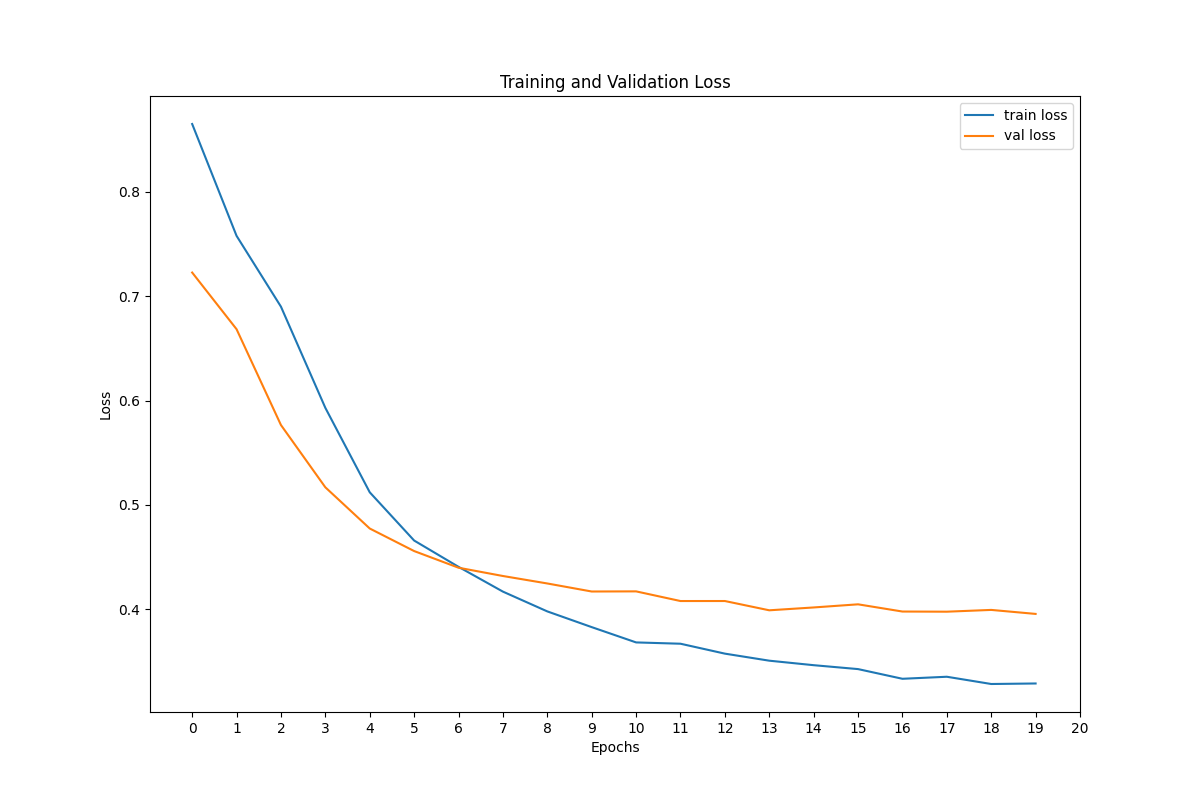 Training and Validation Loss
train loss
val loss
0.8
0.7
0.6
0.5
0.4
Loss
0 1 2 3 4 5 6 7 8 9 10 11 12 13 14 15 16 17 18 19 20
Epochs